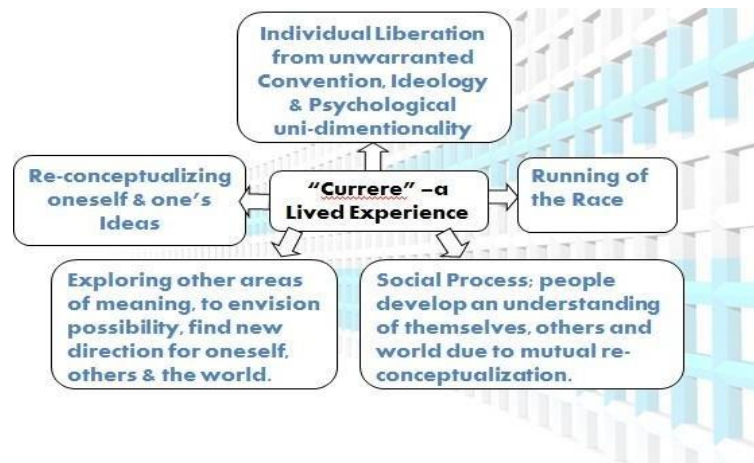 Individual Liberation
from unwarranted
Convention, Ideology
& Psychological
uni-dimentionality
Re-conceptualizing
oneself & one's
Ideas
"Currere" –a
Lived Experience
Running of
the Race
Exploring other areas
of meaning, to envision
possibility, find new
direction for oneself,
others & the world.
Social Process; people
develop an understanding
of themselves, others and
world due to mutual re-
conceptualization.